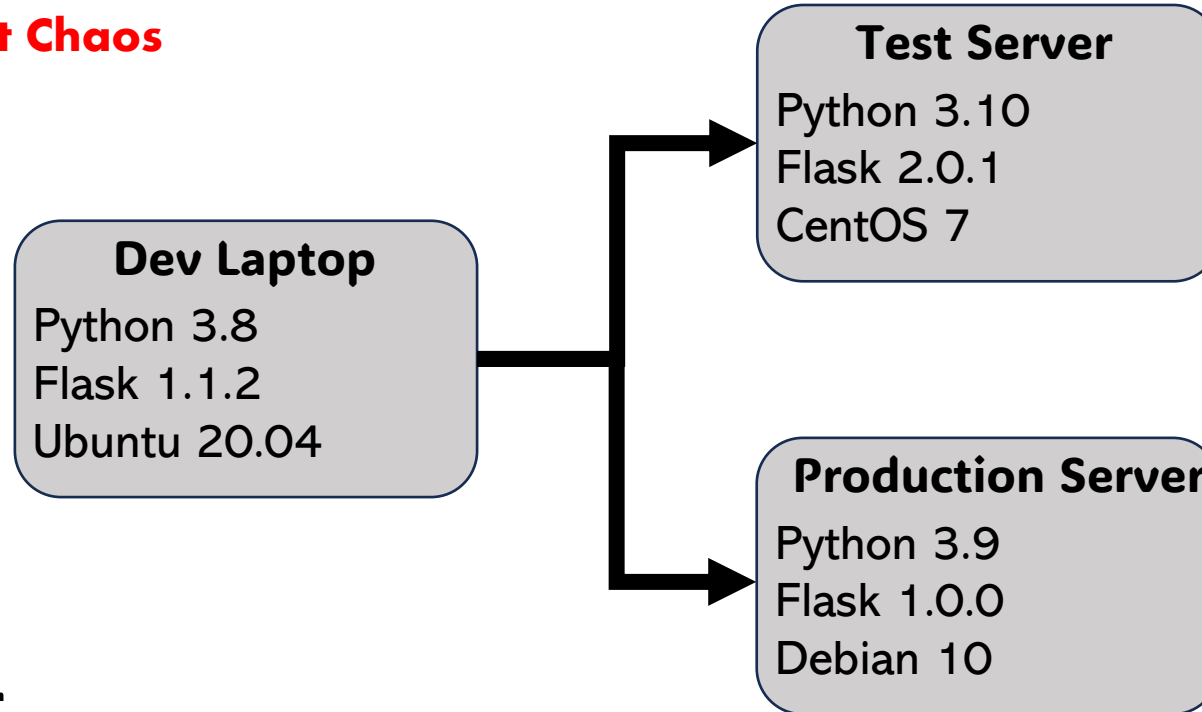 t Chaos
Test Server
Python 3.10
Flask 2.0.1
CentOS 7
Dev Laptop
Python 3.8
Flask 1.1.2
Ubuntu 20.04
Production Server
Python 3.9
Flask 1.0.0
Debian 10